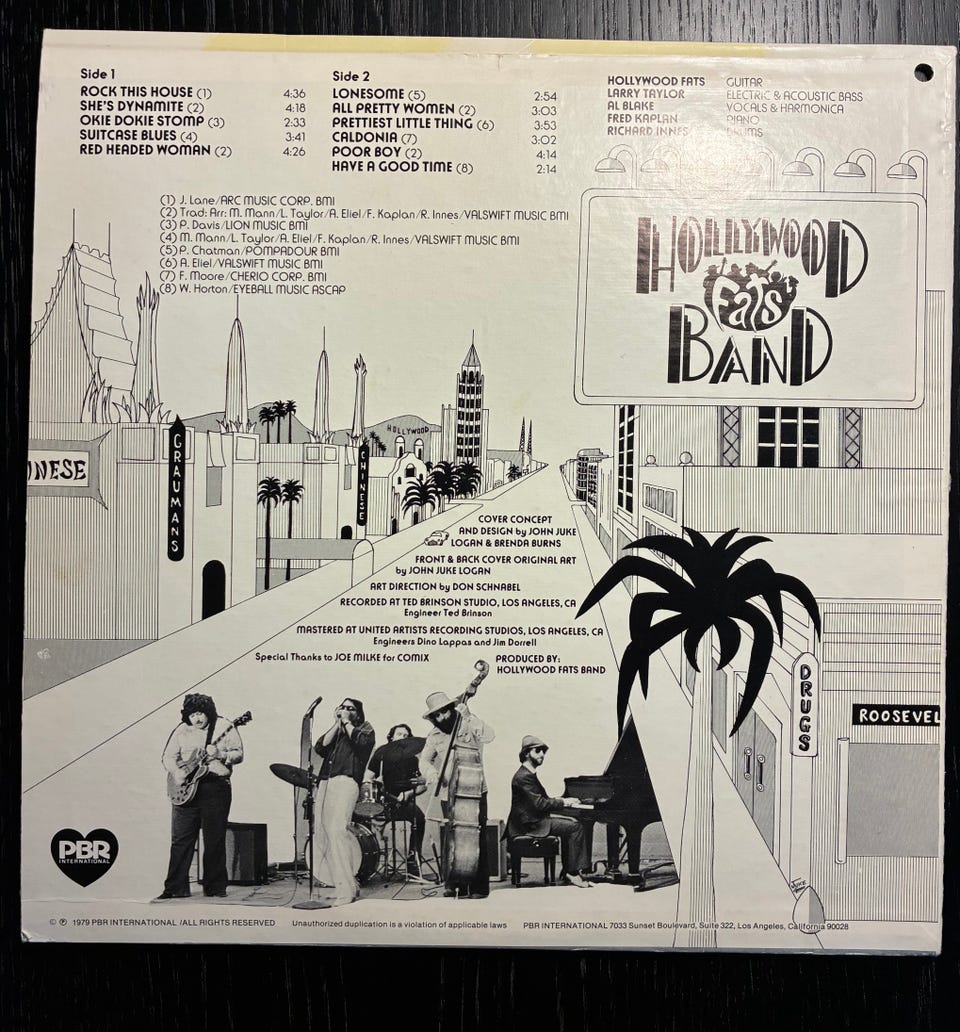 Side 1
ROCK THIS HOUSE (1) 4:36
SHE'S DYNAMITE (2) 4:18
OKIE DOKIE STOMP (3) 2:33
SUITCASE BLUES (4) 3:41
RED HEADED WOMAN (2) 4:26
Side 2
LONESOME (5) 2:54
ALL PRETTY WOMEN (2) 3:03
PRETTIEST LITTLE THING (6) 3:53
CALDONIA (7) 3:02
POOR BOY (2) 4:14
HAVE A GOOD TIME (8) 2:14
HOLLYWOOD FATS GUITAR
LARRY TAYLOR ELECTRIC & ACOUSTIC BASS
AL BLAKE VOCALS & HARMONICA
FRED KAPLAN PIANO
RICHARD INNES DRUMS
(1) J. Lane/ARC MUSIC CORP. BMI
(2) Trad: Arr: M. Mann/L. Taylor/A. Eliel/F. Kaplan/R. Innes/VALSWIFT MUSIC BMI
(3) P. Davis/LION MUSIC BMI
(4) M. Mann/L. Taylor/A. Eliel/F. Kaplan/R. Innes/VALSWIFT MUSIC BMI
(5) P. Chatman/POMPADOUR BMI
(6) A. Eliel/VALSWIFT MUSIC BMI
(7) F. Moore/CHERIO CORP. BMI
(8) W. Horton/EYEBALL MUSIC ASCAP
HOLLYWOOD
Fats
BAND
HOLLYWOOD
INESE
GRAUMANS
CHINESE
COVER CONCEPT
AND DESIGN by JOHN JUKE
LOGAN & BRENDA BURNS
FRONT & BACK COVER ORIGINAL ART
by JOHN JUKE LOGAN
ART DIRECTION by DON SCHNABEL
RECORDED AT TED BRINSON STUDIO, LOS ANGELES, CA
Engineer Ted Brinson
MASTERED AT UNITED ARTISTS RECORDING STUDIOS, LOS ANGELES, CA
Engineers Dino Lappas and Jim Dorrell
Special Thanks to JOE MILKE for COMIX
PRODUCED BY:
HOLLYWOOD FATS BAND
DRUGS
ROOSEVEL
PBR
INTERNATIONAL
© ℗ 1979 PBR INTERNATIONAL /ALL RIGHTS RESERVED Unauthorized duplication is a violation of applicable laws PBR INTERNATIONAL 7033 Sunset Boulevard, Suite 322, Los Angeles, California 90028